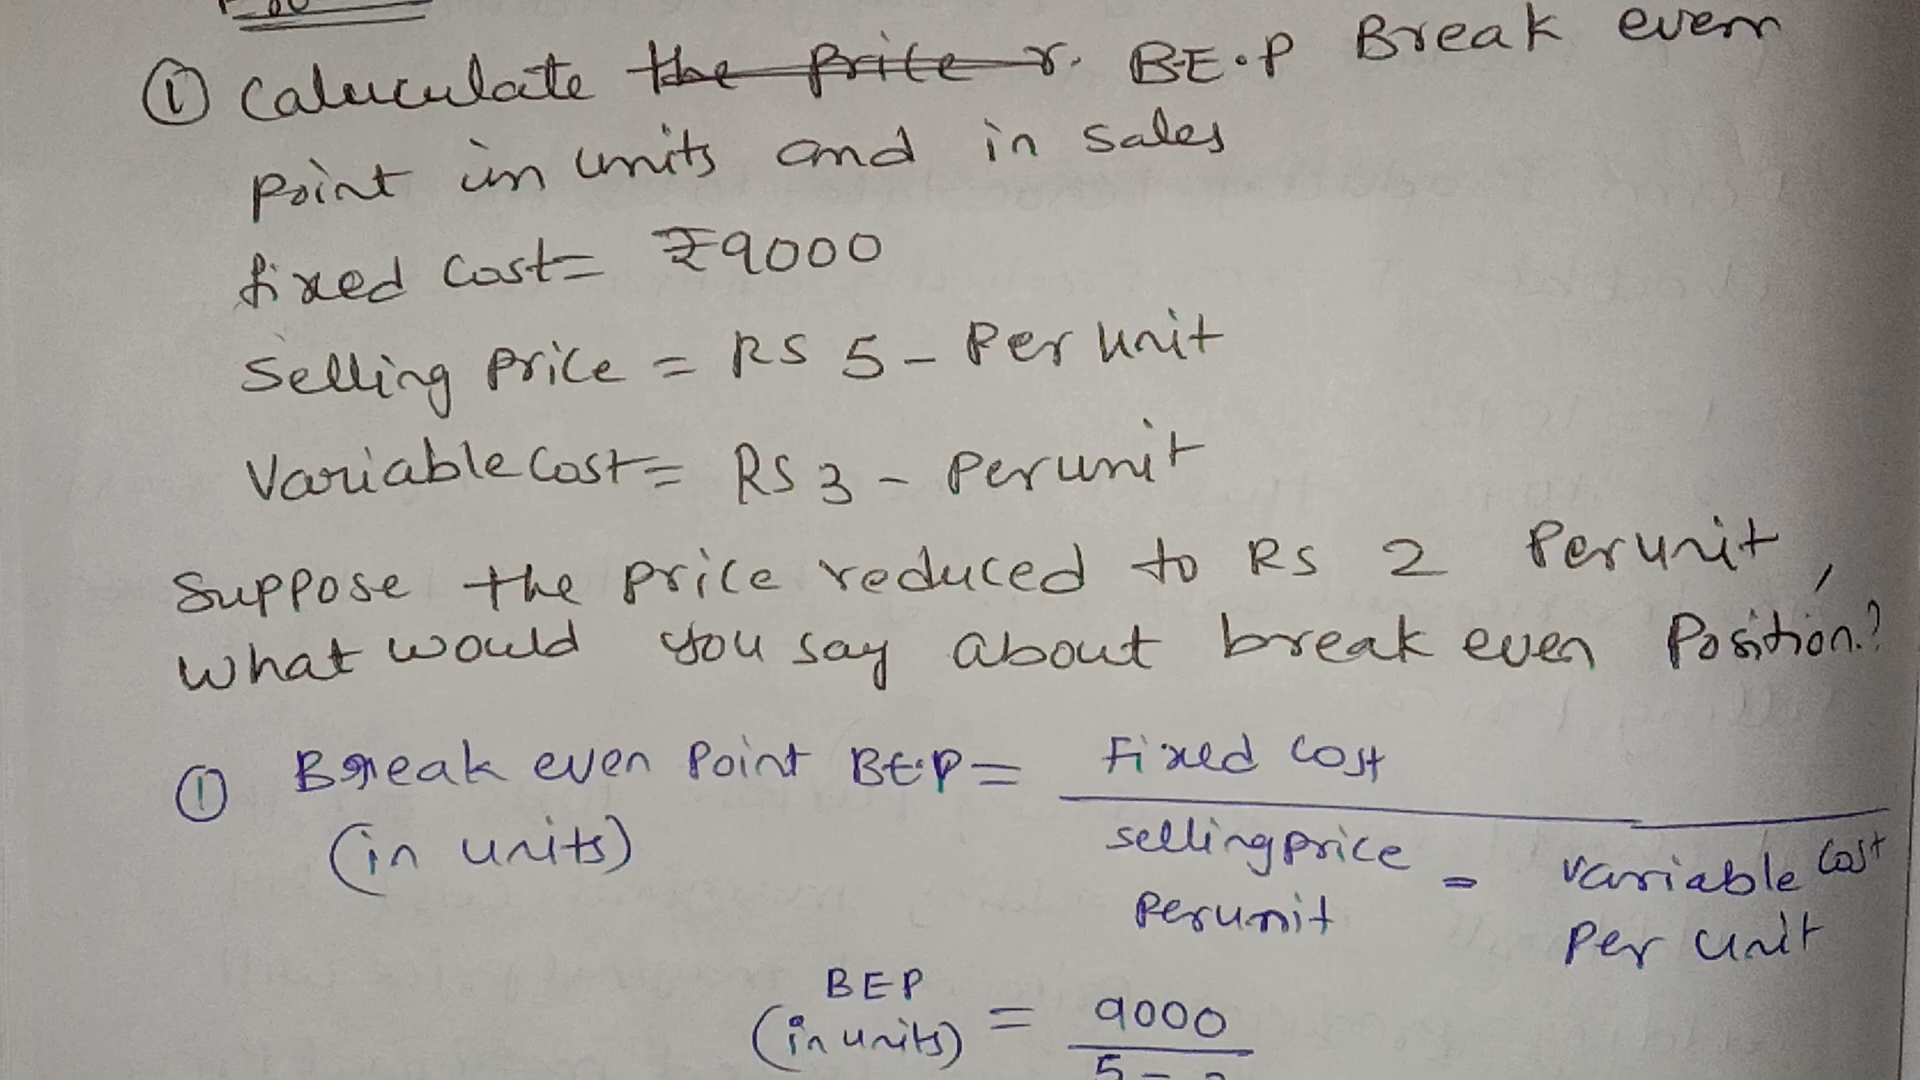 ① Caluculate the price r. B.E.P Break even
point in units and in sales
fixed cost = ₹9000
Selling price = RS 5 - Per Unit
Variable Cost = RS 3 - Per unit
Suppose the price reduced to RS 2 Per unit,
what would you say about break even Position.?
① Break even Point B.E.P = Fixed cost
(in units)
selling price - variable cost
Per unit Per unit
BEP
(in units) = 9000
5 -